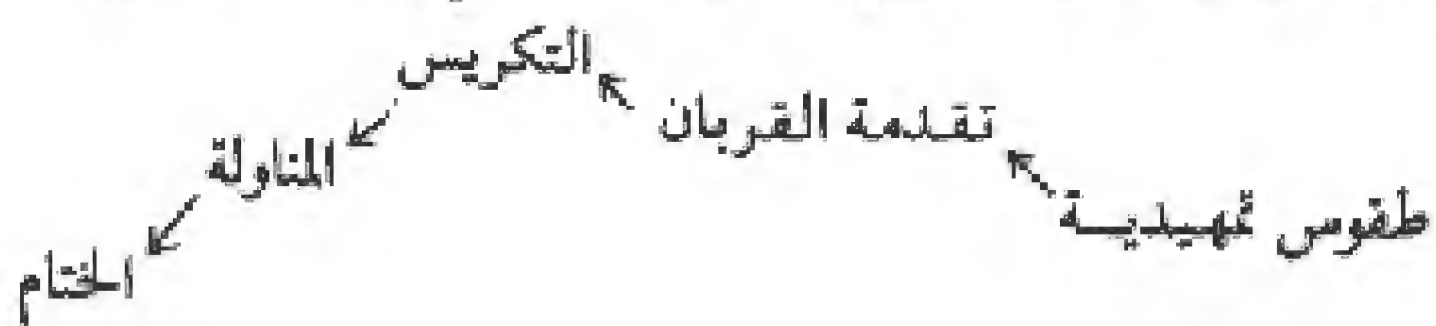 طقوس تمهيدية
تقدمة القربان
التكريس
المناولة
الختام